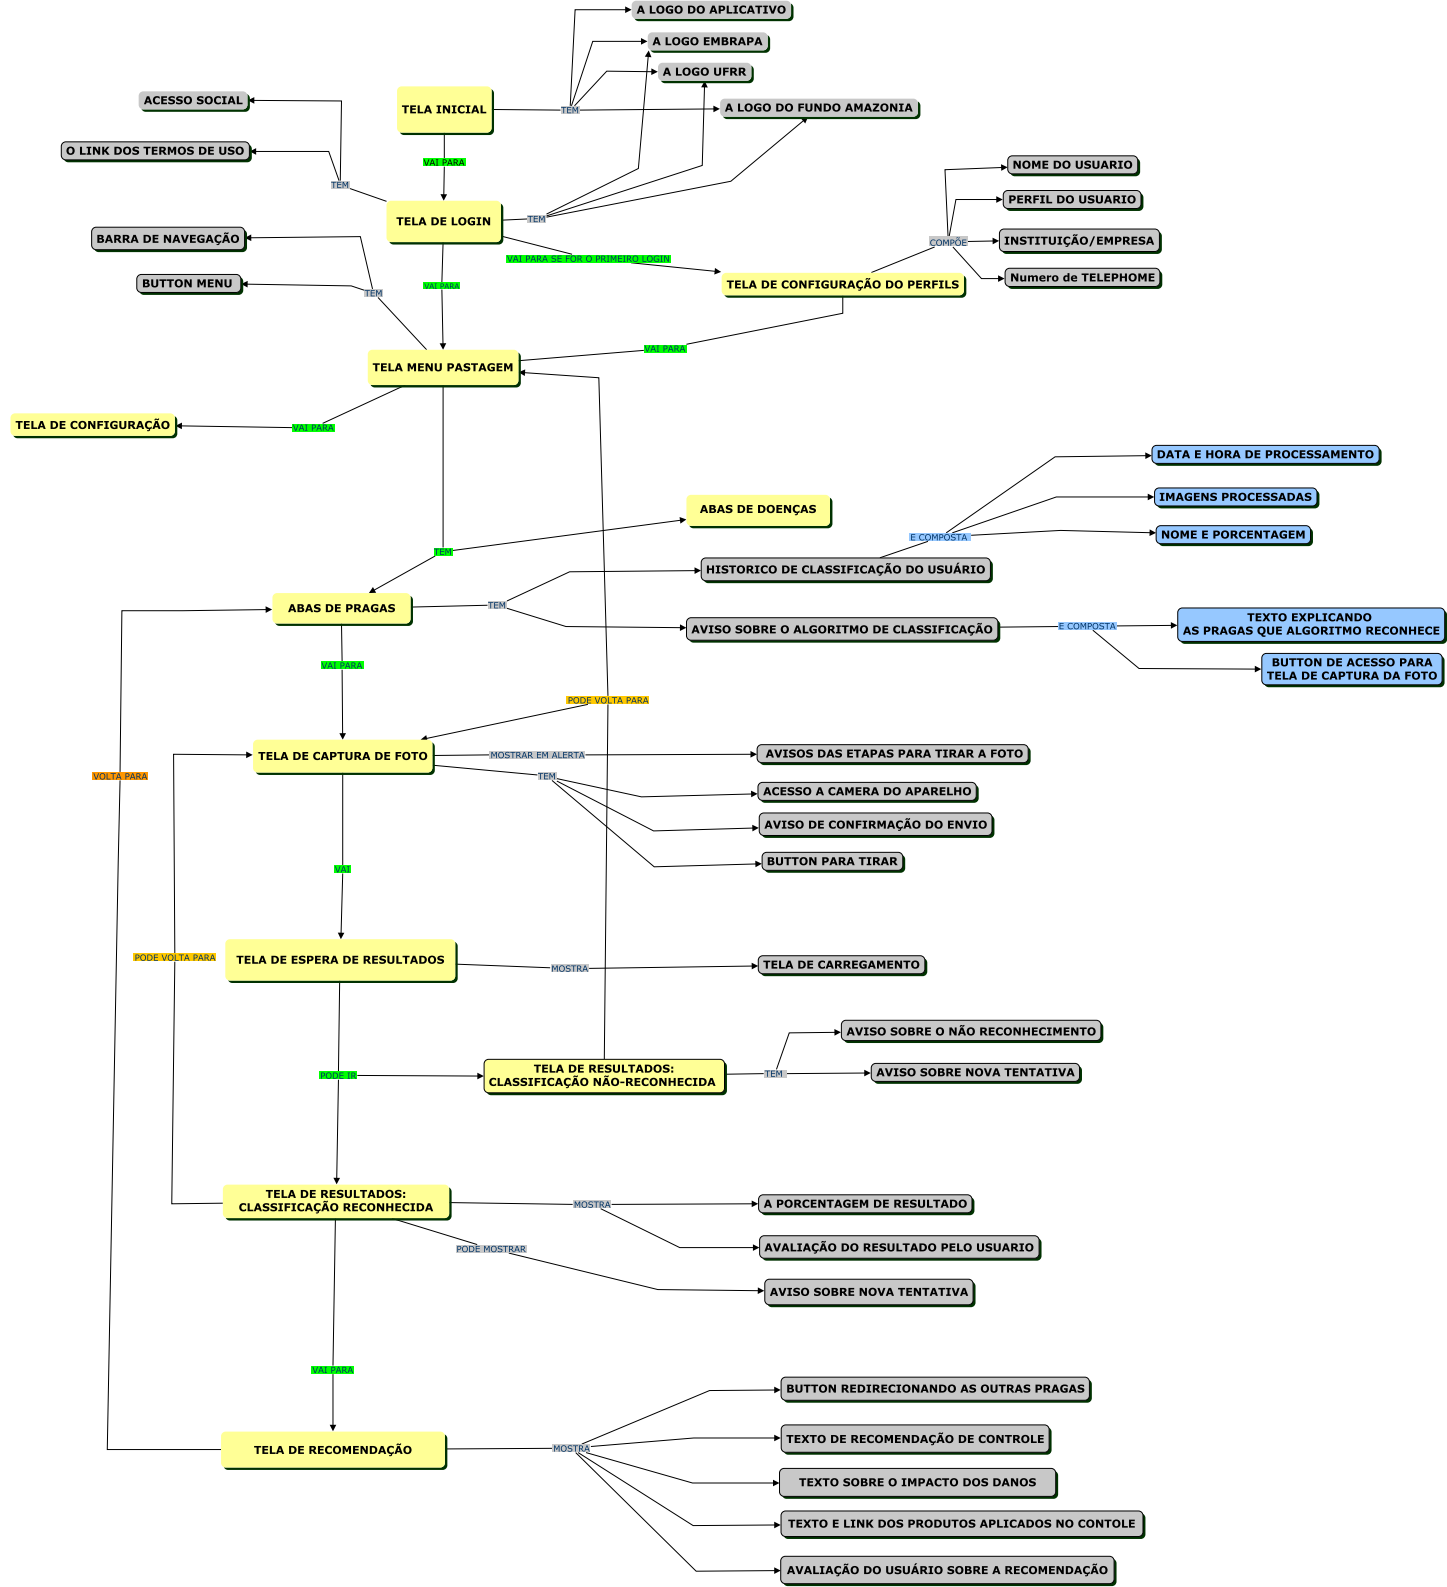 A LOGO DO APLICATIVO
A LOGO EMBRAPA
A LOGO UFRR
ACESSO SOCIAL
TELA INICIAL
TEM
A LOGO DO FUNDO AMAZONIA
O LINK DOS TERMOS DE USO
VAI PARA
NOME DO USUARIO
TEM
PERFIL DO USUARIO
TELA DE LOGIN
TEM
BARRA DE NAVEGAÇÃO
COMPÕE
INSTITUIÇÃO/EMPRESA
VAI PARA SE FOR O PRIMEIRO LOGIN
BUTTON MENU
TEM
VAI PARA
TELA DE CONFIGURAÇÃO DO PERFILS
Numero de TELEPHOME
VAI PARA
TELA MENU PASTAGEM
TELA DE CONFIGURAÇÃO
VAI PARA
DATA E HORA DE PROCESSAMENTO
IMAGENS PROCESSADAS
ABAS DE DOENÇAS
E COMPOSTA
NOME E PORCENTAGEM
TEM
HISTORICO DE CLASSIFICAÇÃO DO USUÁRIO
ABAS DE PRAGAS
TEM
AVISO SOBRE O ALGORITMO DE CLASSIFICAÇÃO
E COMPOSTA
TEXTO EXPLICANDO
AS PRAGAS QUE ALGORITMO RECONHECE
VAI PARA
BUTTON DE ACESSO PARA
TELA DE CAPTURA DA FOTO
PODE VOLTA PARA
TELA DE CAPTURA DE FOTO
MOSTRAR EM ALERTA
AVISOS DAS ETAPAS PARA TIRAR A FOTO
VOLTA PARA
TEM
ACESSO A CAMERA DO APARELHO
AVISO DE CONFIRMAÇÃO DO ENVIO
BUTTON PARA TIRAR
VAI
PODE VOLTA PARA
TELA DE ESPERA DE RESULTADOS
MOSTRA
TELA DE CARREGAMENTO
AVISO SOBRE O NÃO RECONHECIMENTO
PODE IR
TELA DE RESULTADOS:
CLASSIFICAÇÃO NÃO-RECONHECIDA
TEM
AVISO SOBRE NOVA TENTATIVA
TELA DE RESULTADOS:
CLASSIFICAÇÃO RECONHECIDA
MOSTRA
A PORCENTAGEM DE RESULTADO
PODE MOSTRAR
AVALIAÇÃO DO RESULTADO PELO USUARIO
AVISO SOBRE NOVA TENTATIVA
VAI PARA
BUTTON REDIRECIONANDO AS OUTRAS PRAGAS
TELA DE RECOMENDAÇÃO
MOSTRA
TEXTO DE RECOMENDAÇÃO DE CONTROLE
TEXTO SOBRE O IMPACTO DOS DANOS
TEXTO E LINK DOS PRODUTOS APLICADOS NO CONTOLE
AVALIAÇÃO DO USUÁRIO SOBRE A RECOMENDAÇÃO